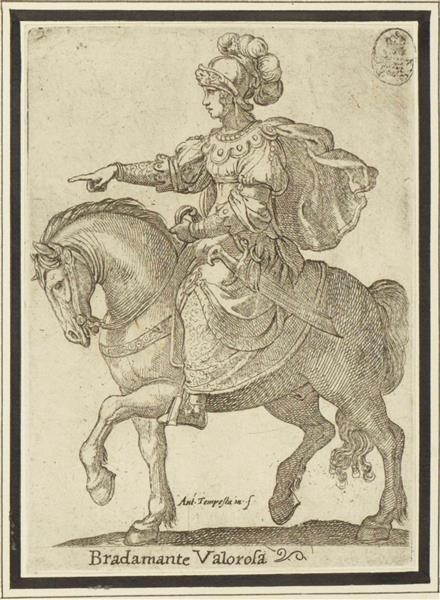 Ant. Tempesta in. f.
Bradamante Valorosa